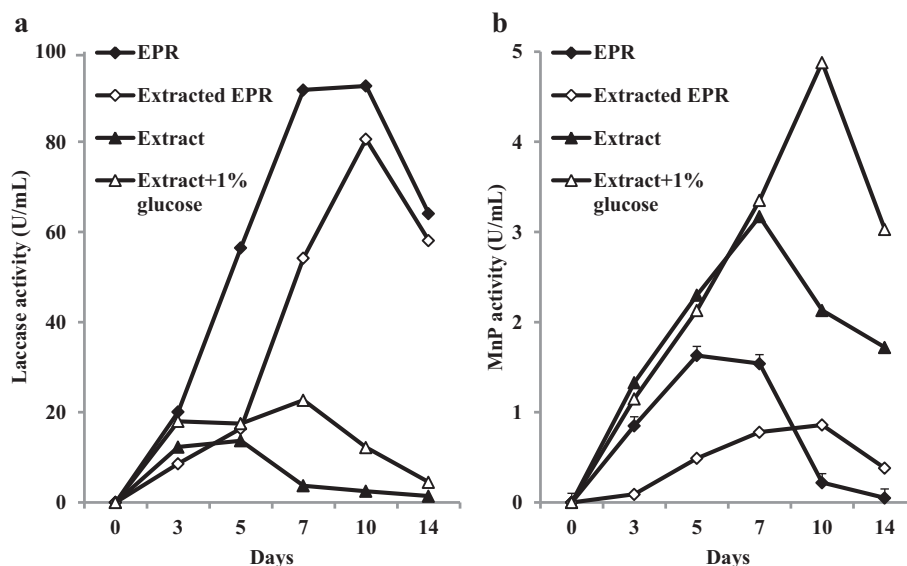 a
Laccase activity (U/mL)
100
80
60
40
20
0
EPR
Extracted EPR
Extract
Extract+1%
glucose
0 3 5 7 10 14
Days
b
MnP activity (U/mL)
5
4
3
2
1
0
EPR
Extracted EPR
Extract
Extract+1%
glucose
0 3 5 7 10 14
Days